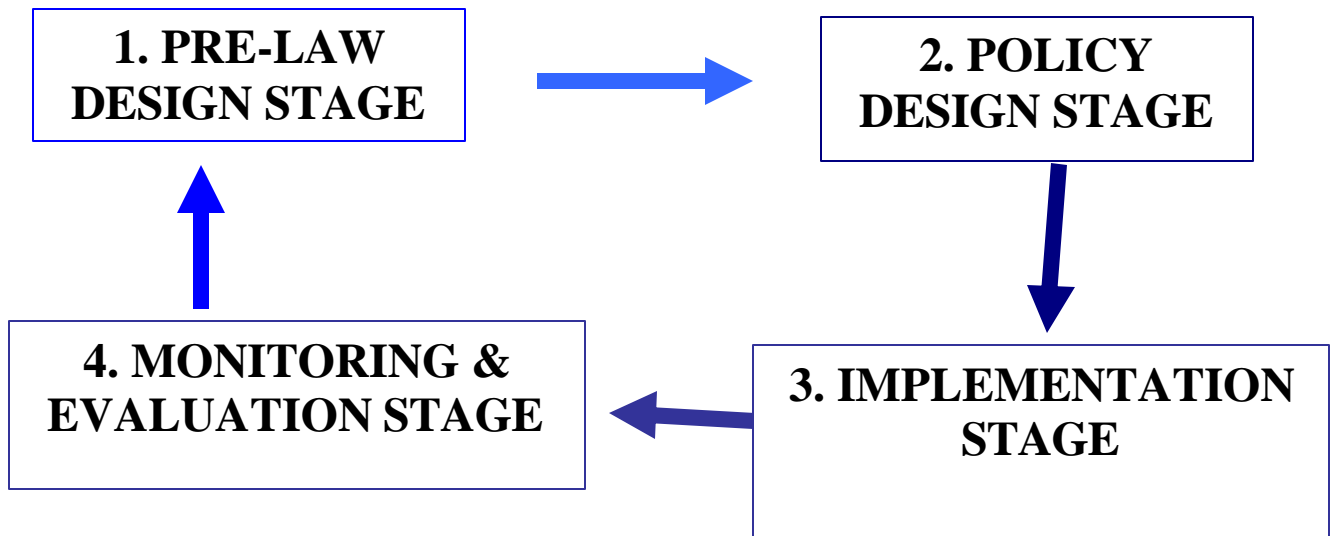 1. PRE-LAW
DESIGN STAGE
2. POLICY
DESIGN STAGE
3. IMPLEMENTATION
STAGE
4. MONITORING &
EVALUATION STAGE